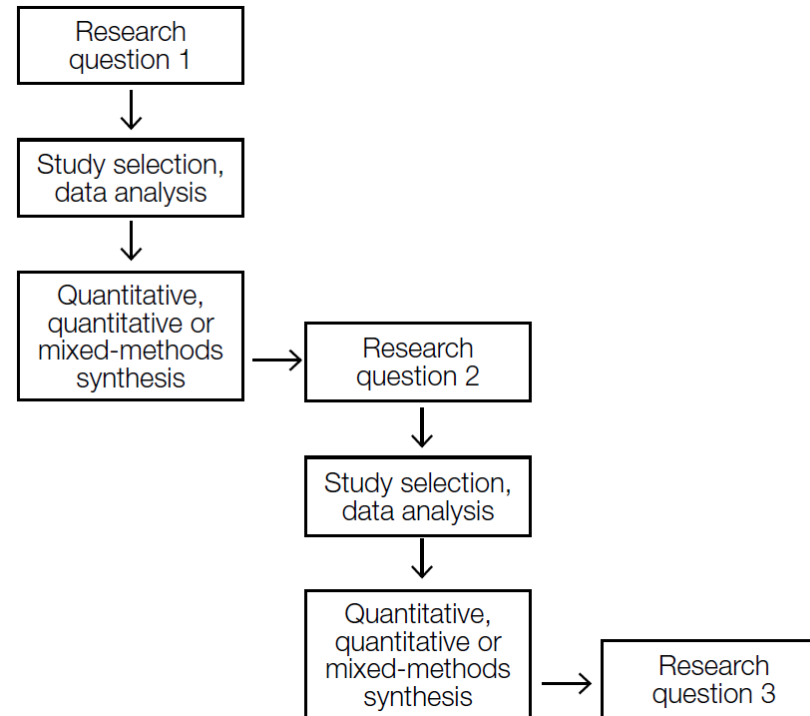 Research
question 1
Study selection,
data analysis
Quantitative,
quantitative or
mixed-methods
synthesis
Research
question 2
Study selection,
data analysis
Quantitative,
quantitative or
mixed-methods
synthesis
Research
question 3